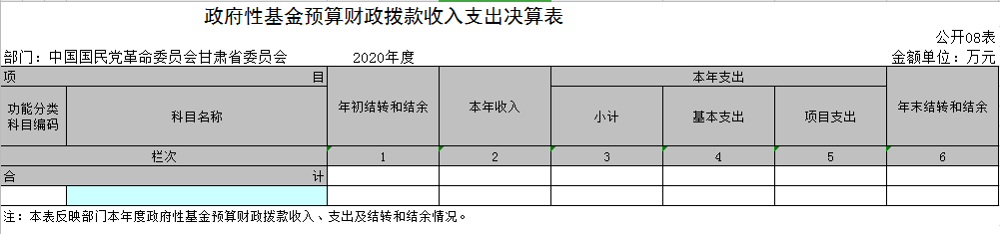 政府性基金预算财政拨款收入支出决算表
公开08表
部门：中国国民党革命委员会甘肃省委员会 2020年度 金额单位：万元
项 目 年初结转和结余 本年收入 本年支出 年末结转和结余
功能分类科目编码 科目名称 小计 基本支出 项目支出
栏次 1 2 3 4 5 6
合 计
注：本表反映部门本年度政府性基金预算财政拨款收入、支出及结转和结余情况。